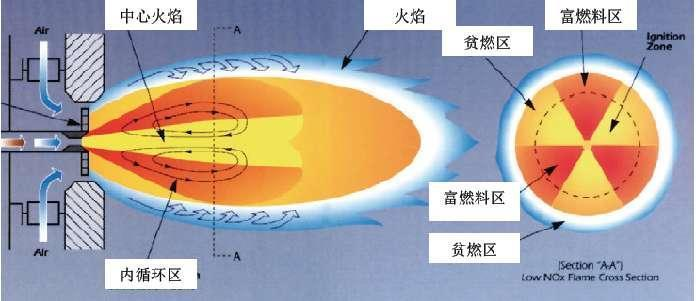 中心火焰
A
火焰
富燃料区
贫燃区
Air
Ignition
Zone
富燃料区
贫燃区
Air
A
内循环区
(Section "A-A")
Low NOx Flame Cross Section